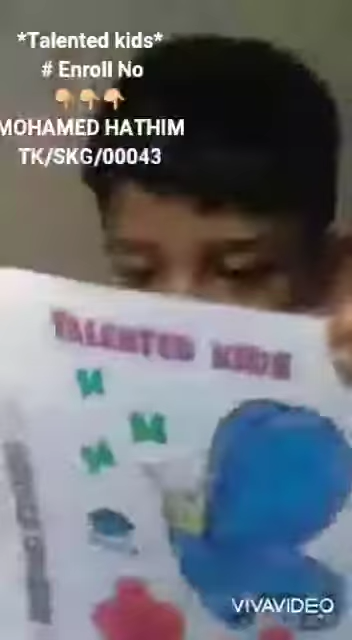 *Talented kids*
# Enroll No
👇🏼👇🏼👇🏼
MOHAMED HATHIM
TK/SKG/00043
TALENTED KIDS
VIVAVIDEO